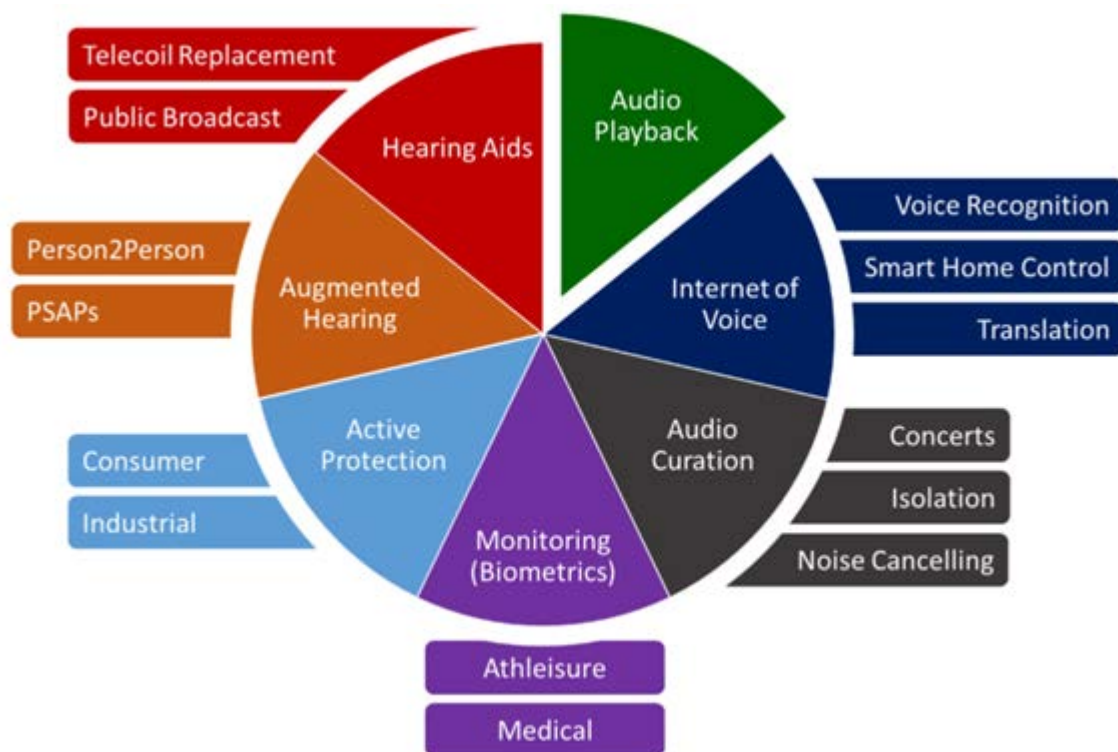 Telecoil Replacement
Public Broadcast
Hearing Aids
Audio
Playback
Voice Recognition
Smart Home Control
Translation
Internet of
Voice
Person2Person
PSAPs
Augmented
Hearing
Active
Protection
Consumer
Industrial
Audio
Curation
Concerts
Isolation
Noise Cancelling
Monitoring
(Biometrics)
Athleisure
Medical